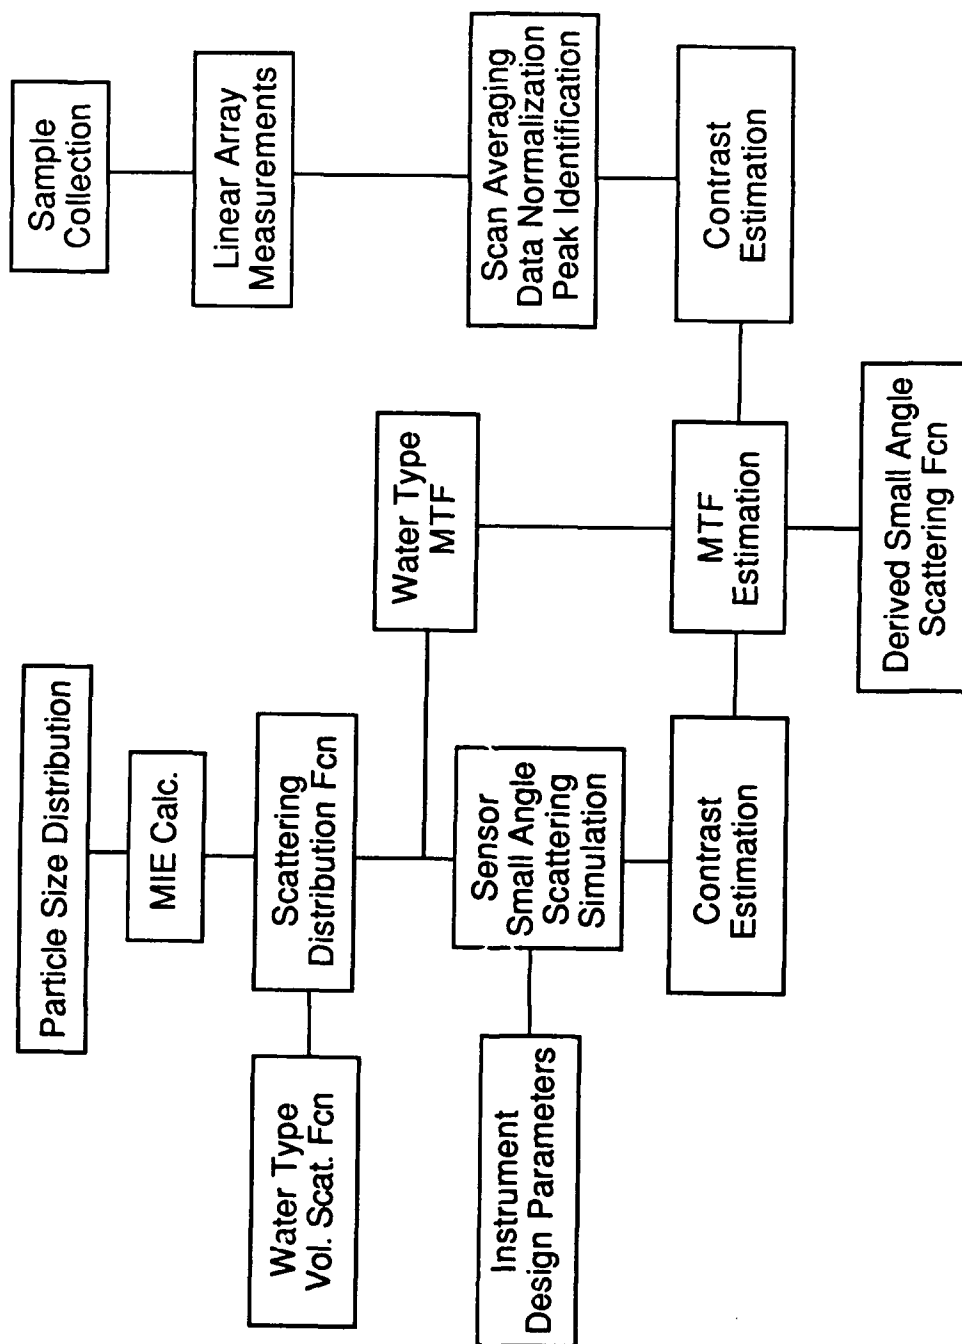 Particle Size Distribution
MIE Calc.
Water Type
Vol. Scat. Fcn
Scattering
Distribution Fcn
Instrument
Design Parameters
Sensor
Small Angle
Scattering
Simulation
Contrast
Estimation
Water Type
MTF
MTF
Estimation
Derived Small Angle
Scattering Fcn
Sample
Collection
Linear Array
Measurements
Scan Averaging
Data Normalization
Peak Identification
Contrast
Estimation